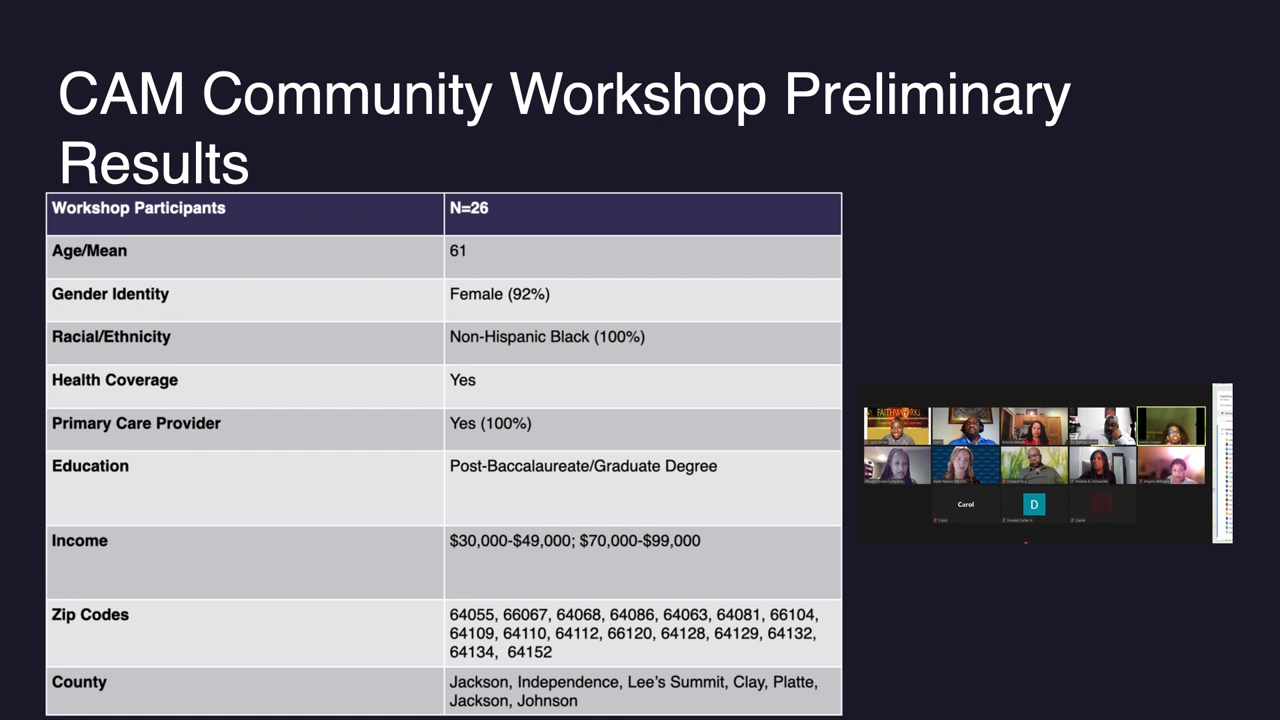 CAM Community Workshop Preliminary
Results
Workshop Participants
N=26
Age/Mean
61
Gender Identity
Female (92%)
Racial/Ethnicity
Non-Hispanic Black (100%)
Health Coverage
Yes
Primary Care Provider
Yes (100%)
Education
Post-Baccalaureate/Graduate Degree
Income
$30,000-$49,000; $70,000-$99,000
Zip Codes
64055, 66067, 64068, 64086, 64063, 64081, 66104,
64109, 64110, 64112, 66120, 64128, 64129, 64132,
64134,  64152
County
Jackson, Independence, Lee's Summit, Clay, Platte,
Jackson, Johnson
FAITHWORKS
Carol
D
Carol